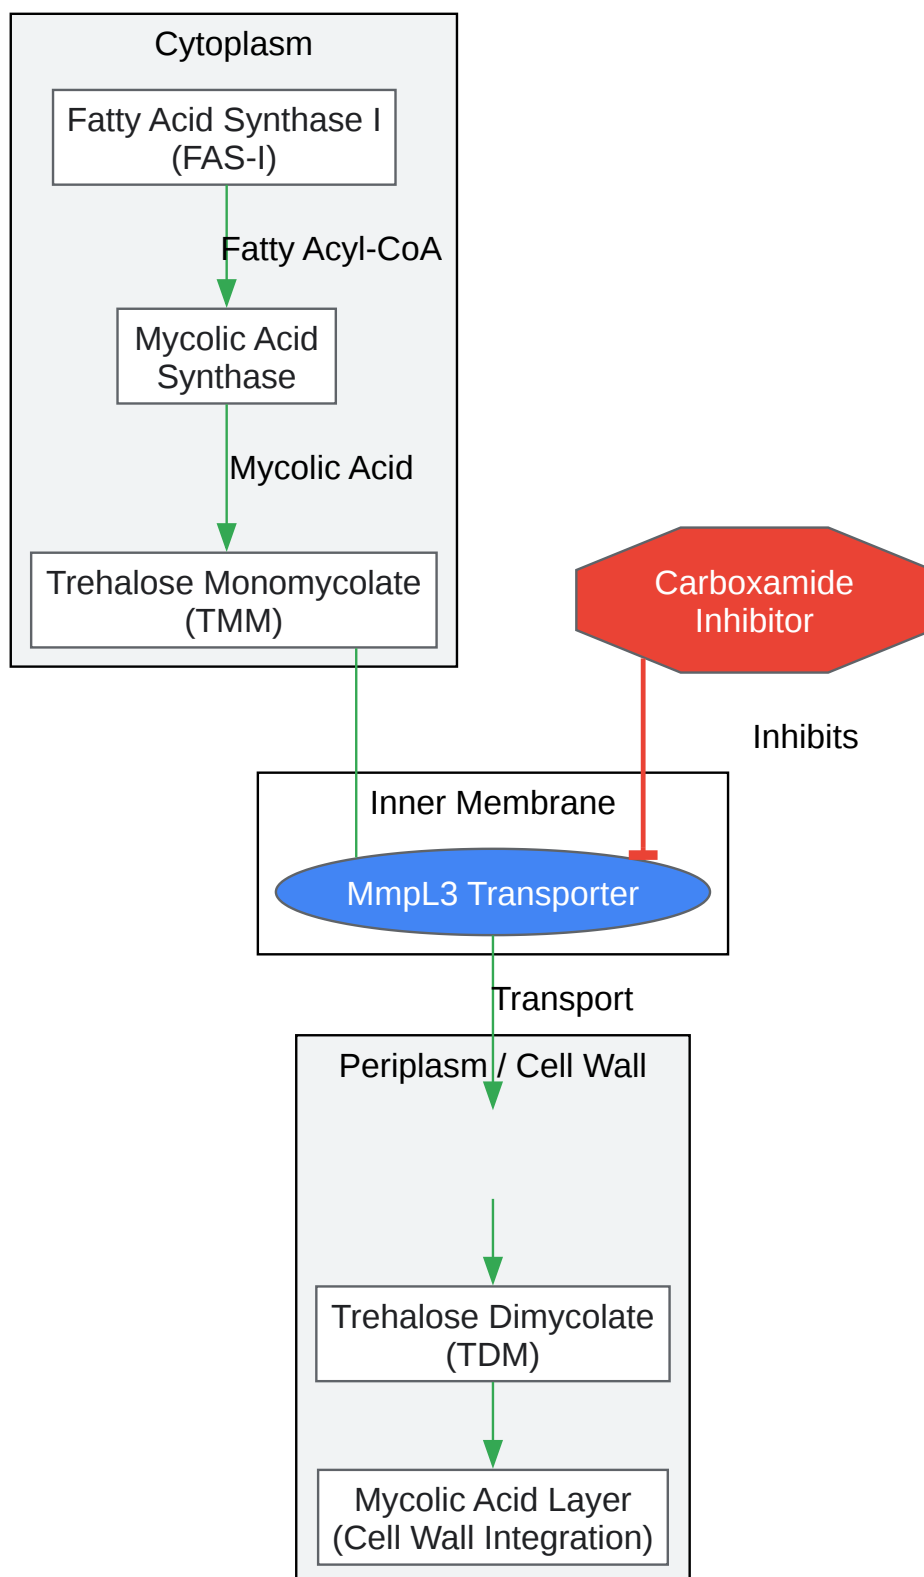 Cytoplasm
Fatty Acid Synthase I
(FAS-I)
Fatty Acyl-CoA
Mycolic Acid
Synthase
Mycolic Acid
Trehalose Monomycolate
(TMM)
Carboxamide
Inhibitor
Inhibits
Inner Membrane
MmpL3 Transporter
Transport
Periplasm / Cell Wall
Trehalose Dimycolate
(TDM)
Mycolic Acid Layer
(Cell Wall Integration)